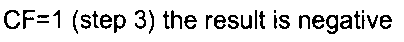 CF=1 (step 3) the result is negative